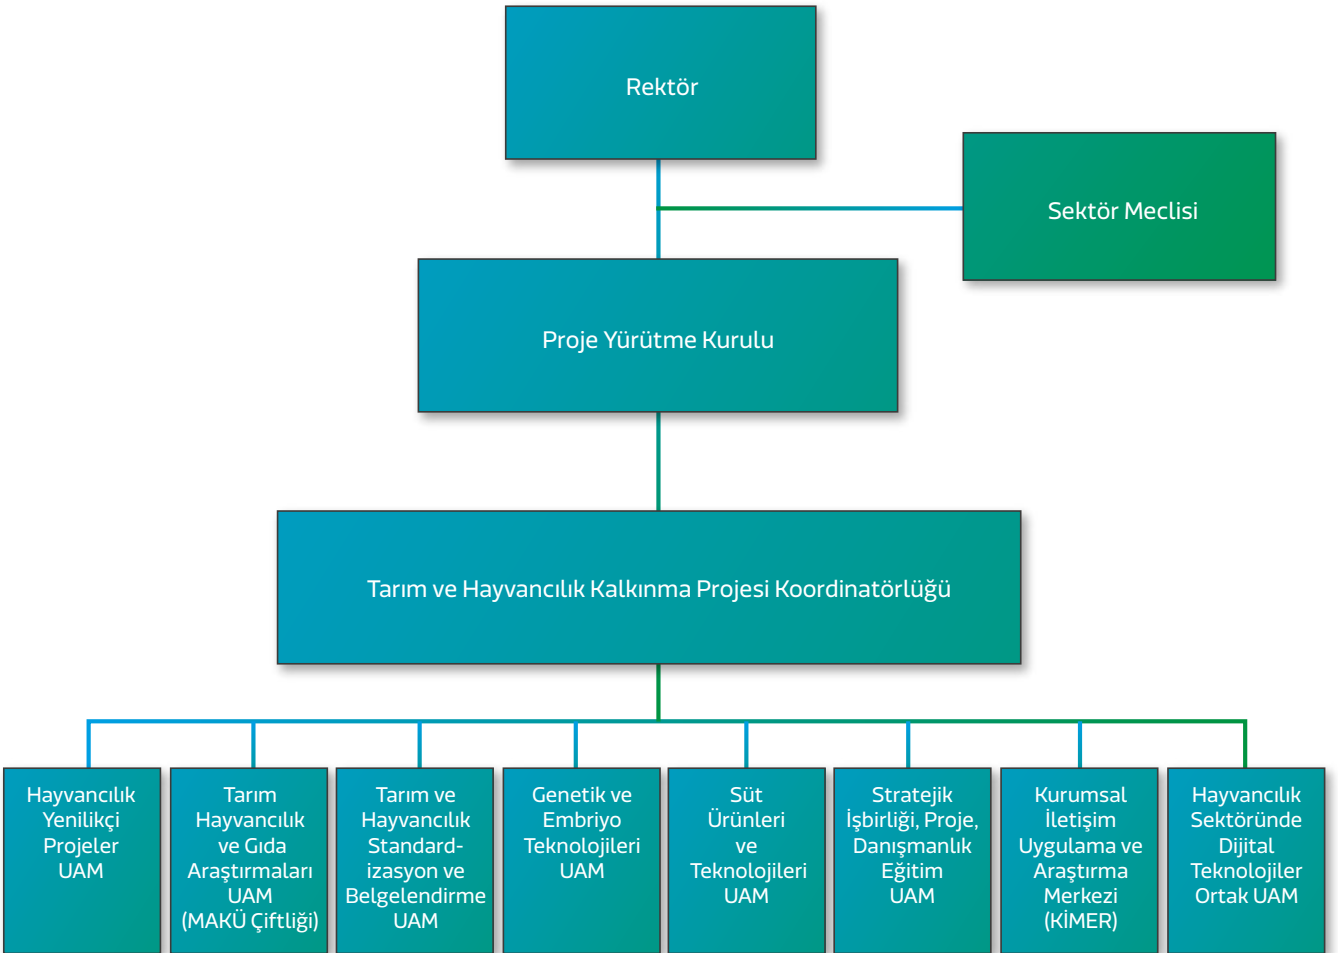 Rektör
Sektör Meclisi
Proje Yürütme Kurulu
Tarım ve Hayvancılık Kalkınma Projesi Koordinatörlüğü
Hayvancılık
Yenilikçi
Projeler
UAM
Tarım
Hayvancılık
ve Gıda
Araştırmaları
UAM
(MAKÜ Çiftliği)
Tarım ve
Hayvancılık
Standard-
izasyon ve
Belgelendirme
UAM
Genetik ve
Embriyo
Teknolojileri
UAM
Süt
Ürünleri
ve
Teknolojileri
UAM
Stratejik
İşbirliği, Proje,
Danışmanlık
Eğitim
UAM
Kurumsal
İletişim
Uygulama ve
Araştırma
Merkezi
(KİMER)
Hayvancılık
Sektöründe
Dijital
Teknolojiler
Ortak UAM